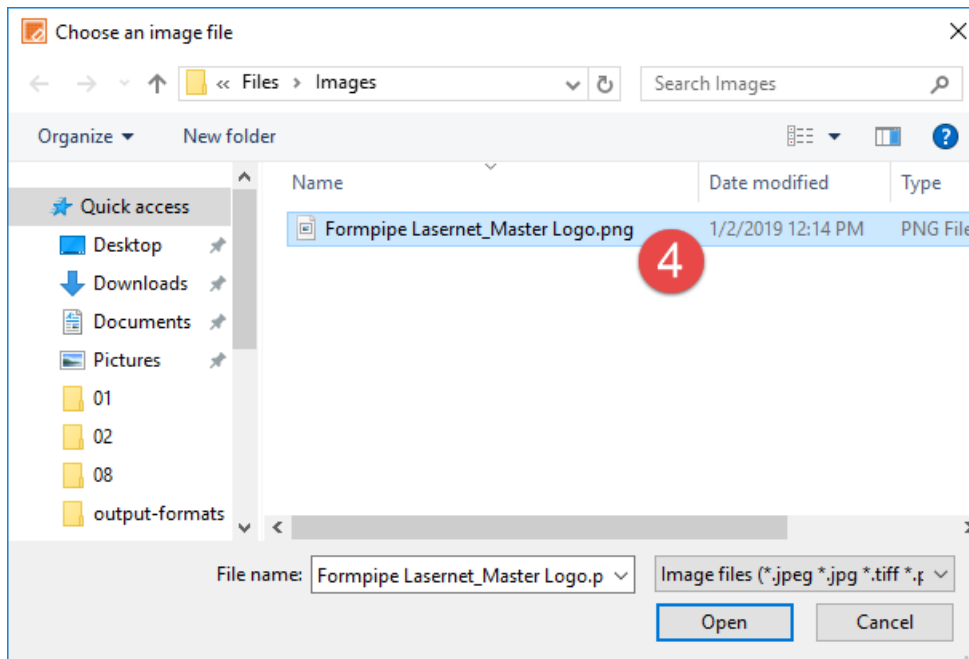 Choose an image file
« Files > Images
Search Images
Organize
New folder
Name
Date modified
Type
Quick access
Formpipe Lasernet_Master Logo.png
1/2/2019 12:14 PM
PNG File
4
Desktop
Downloads
Documents
Pictures
01
02
08
output-formats
File name:
Formpipe Lasernet_Master Logo.p
Image files (*.jpeg *.jpg *.tiff *.p
Open
Cancel